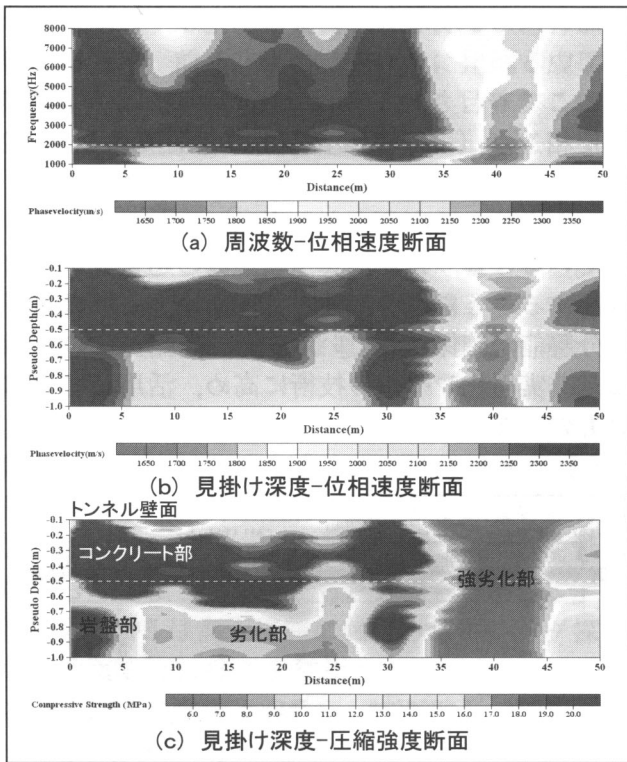 8000
7000
6000
5000
4000
3000
2000
1000
Frequency(Hz)
0 5 10 15 20 25 30 35 40 45 50
Distance(m)
Phasevelocity(m/s)
1650 1700 1750 1800 1850 1900 1950 2000 2050 2100 2150 2200 2250 2300 2350
(a) 周波数-位相速度断面
-0.1
-0.2
-0.3
-0.4
-0.5
-0.6
-0.7
-0.8
-0.9
-1.0
Pseudo Depth(m)
0 5 10 15 20 25 30 35 40 45 50
Distance(m)
Phasevelocity(m/s)
1650 1700 1750 1800 1850 1900 1950 2000 2050 2100 2150 2200 2250 2300 2350
(b) 見掛け深度-位相速度断面
トンネル壁面
-0.1
-0.2
-0.3
-0.4
-0.5
-0.6
-0.7
-0.8
-0.9
-1.0
Pseudo Depth(m)
コンクリート部
強劣化部
岩盤部
劣化部
0 5 10 15 20 25 30 35 40 45 50
Distance(m)
Compressive Strength (MPa)
6.0 7.0 8.0 9.0 10.0 11.0 12.0 13.0 14.0 15.0 16.0 17.0 18.0 19.0 20.0
(c) 見掛け深度-圧縮強度断面